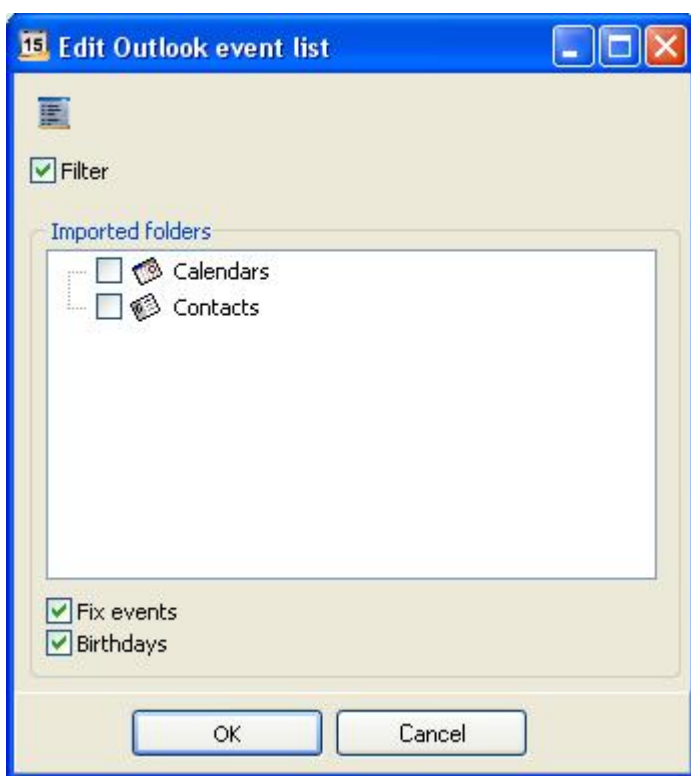 15 Edit Outlook event list
Filter
Imported folders
Calendars
Contacts
Fix events
Birthdays
OK Cancel